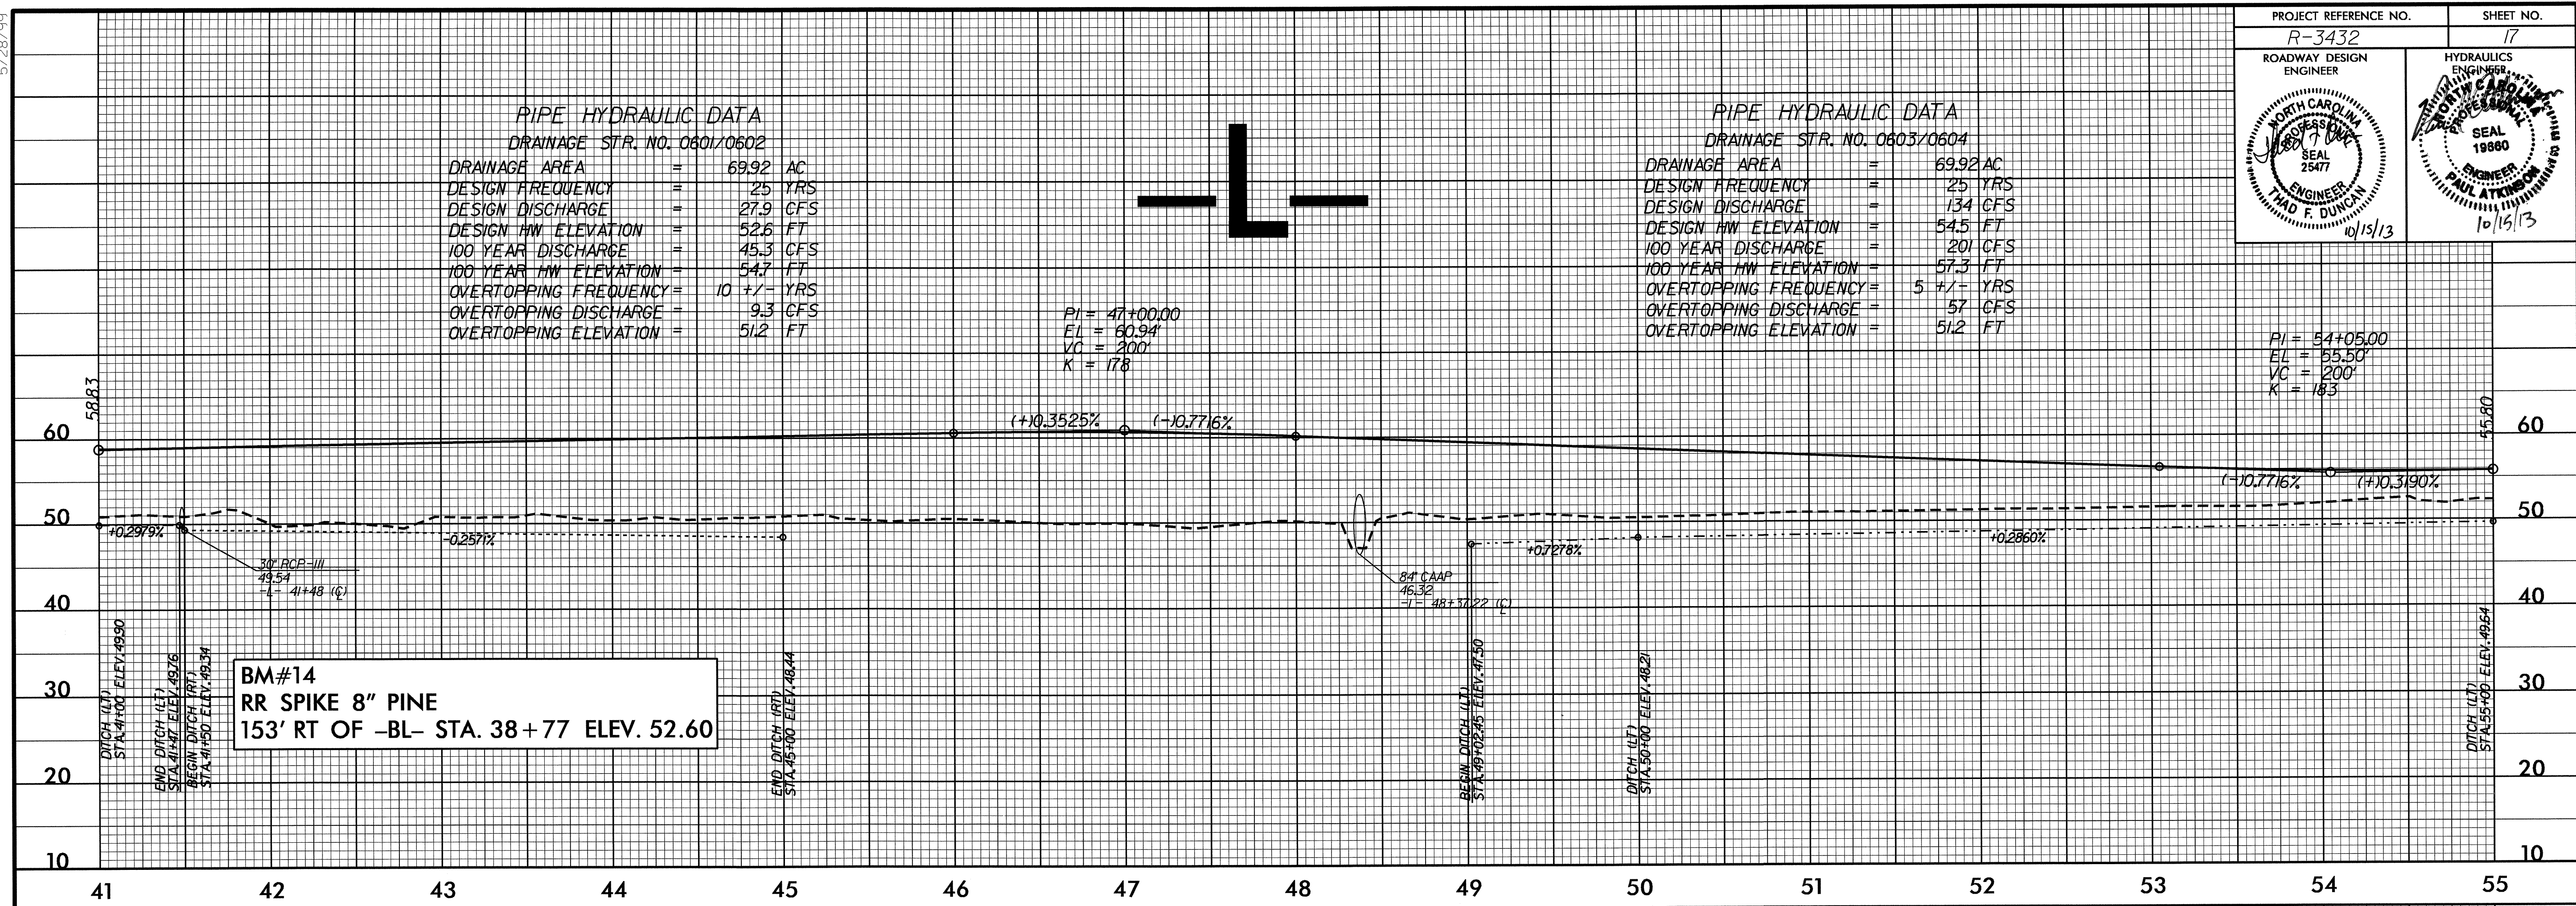 5/28/99
PROJECT REFERENCE NO.
SHEET NO.
R-3432
17
ROADWAY DESIGN
ENGINEER
HYDRAULICS
ENGINEER
NORTH CAROLINA
PROFESSIONAL
SEAL
25477
ENGINEER
THAD F. DUNCAN
10/15/13
NORTH CAROLINA
PROFESSIONAL
SEAL
19660
ENGINEER
PAUL ATKINSON
10/15/13
PIPE HYDRAULIC DATA
DRAINAGE STR. NO. 0601/0602
DRAINAGE AREA = 69.92 AC
DESIGN FREQUENCY = 25 YRS
DESIGN DISCHARGE = 27.9 CFS
DESIGN HW ELEVATION = 52.6 FT
100 YEAR DISCHARGE = 45.3 CFS
100 YEAR HW ELEVATION = 54.7 FT
OVERTOPPING FREQUENCY = 10 +/- YRS
OVERTOPPING DISCHARGE = 9.3 CFS
OVERTOPPING ELEVATION = 51.2 FT
-L-
PIPE HYDRAULIC DATA
DRAINAGE STR. NO. 0603/0604
DRAINAGE AREA = 69.92 AC
DESIGN FREQUENCY = 25 YRS
DESIGN DISCHARGE = 134 CFS
DESIGN HW ELEVATION = 54.5 FT
100 YEAR DISCHARGE = 201 CFS
100 YEAR HW ELEVATION = 57.3 FT
OVERTOPPING FREQUENCY = 5 +/- YRS
OVERTOPPING DISCHARGE = 57 CFS
OVERTOPPING ELEVATION = 51.2 FT
PI = 47+00.00
EL = 60.94'
VC = 200'
K = 178
PI = 54+05.00
EL = 55.50'
VC = 200'
K = 183
58.83
55.80
60
(+)0.3525%
(-)0.7716%
60
(-)0.7716%
(+)0.3190%
50
50
+0.2979%
-0.2571%
+0.7278%
+0.2860%
30" RCP-III
49.54
-L- 41+48 (℄)
84" CAAP
46.32
-L- 48+37.22 (℄)
40
40
DITCH (LT)
STA.41+00 ELEV.49.90
END DITCH (LT)
STA.41+47 ELEV.49.76
BEGIN DITCH (RT)
STA.41+50 ELEV.49.34
END DITCH (RT)
STA.45+00 ELEV.48.44
BEGIN DITCH (LT)
STA.49+02.45 ELEV.47.50
DITCH (LT)
STA.50+00 ELEV.48.21
DITCH (LT)
STA.55+00 ELEV.49.64
BM#14
RR SPIKE 8" PINE
153' RT OF -BL- STA. 38+77 ELEV. 52.60
30
30
20
20
10
10
41 42 43 44 45 46 47 48 49 50 51 52 53 54 55